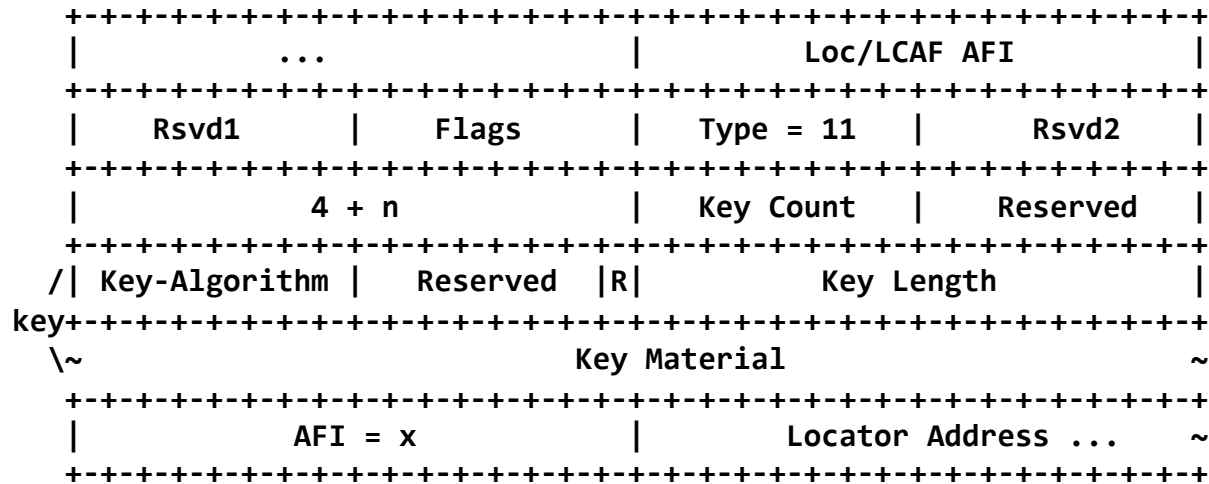 +-+-+-+-+-+-+-+-+-+-+-+-+-+-+-+-+-+-+-+-+-+-+-+-+-+-+-+-+-+-+-+-+
| ... | Loc/LCAF AFI |
+-+-+-+-+-+-+-+-+-+-+-+-+-+-+-+-+-+-+-+-+-+-+-+-+-+-+-+-+-+-+-+-+
| Rsvd1 | Flags | Type = 11 | Rsvd2 |
+-+-+-+-+-+-+-+-+-+-+-+-+-+-+-+-+-+-+-+-+-+-+-+-+-+-+-+-+-+-+-+-+
| 4 + n | Key Count | Reserved |
+-+-+-+-+-+-+-+-+-+-+-+-+-+-+-+-+-+-+-+-+-+-+-+-+-+-+-+-+-+-+-+-+
/| Key-Algorithm | Reserved |R| Key Length |
key+-+-+-+-+-+-+-+-+-+-+-+-+-+-+-+-+-+-+-+-+-+-+-+-+-+-+-+-+-+-+-+-+
\~ Key Material ~
+-+-+-+-+-+-+-+-+-+-+-+-+-+-+-+-+-+-+-+-+-+-+-+-+-+-+-+-+-+-+-+-+
| AFI = x | Locator Address ... ~
+-+-+-+-+-+-+-+-+-+-+-+-+-+-+-+-+-+-+-+-+-+-+-+-+-+-+-+-+-+-+-+-+